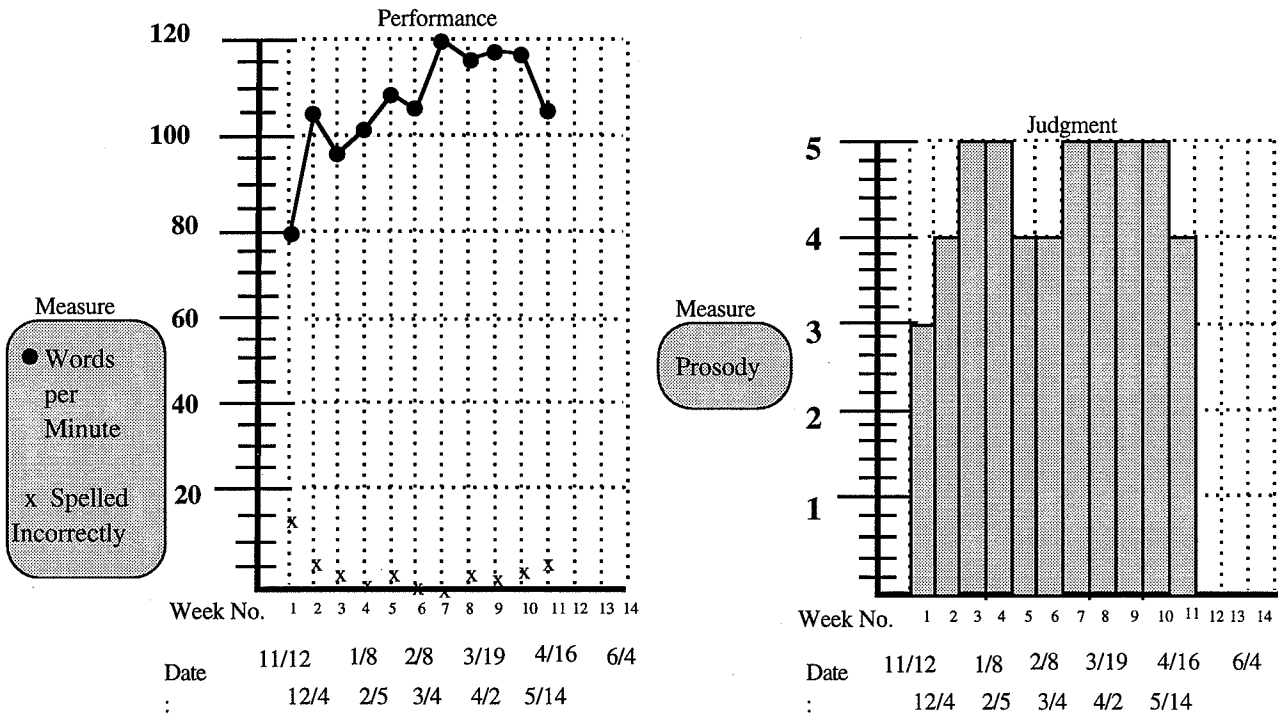 Performance
120
100
80
60
40
20
Measure
Words
per
Minute
x Spelled
Incorrectly
Week No. 1 2 3 4 5 6 7 8 9 10 11 12 13 14
Date
:
11/12 1/8 2/8 3/19 4/16 6/4
12/4 2/5 3/4 4/2 5/14
Judgment
5
4
3
2
1
Measure
Prosody
Week No. 1 2 3 4 5 6 7 8 9 10 11 12 13 14
Date
:
11/12 1/8 2/8 3/19 4/16 6/4
12/4 2/5 3/4 4/2 5/14